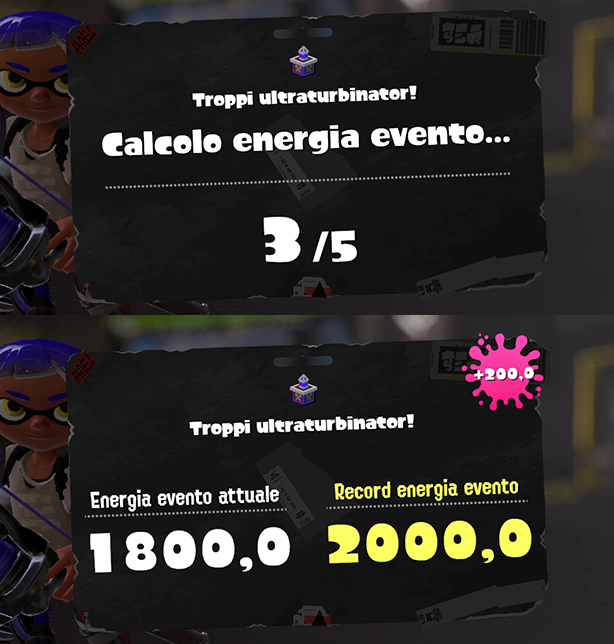 Troppi ultraturbinator!
Calcolo energia evento...
3 /5
+200,0
Troppi ultraturbinator!
Energia evento attuale
1800,0
Record energia evento
2000,0